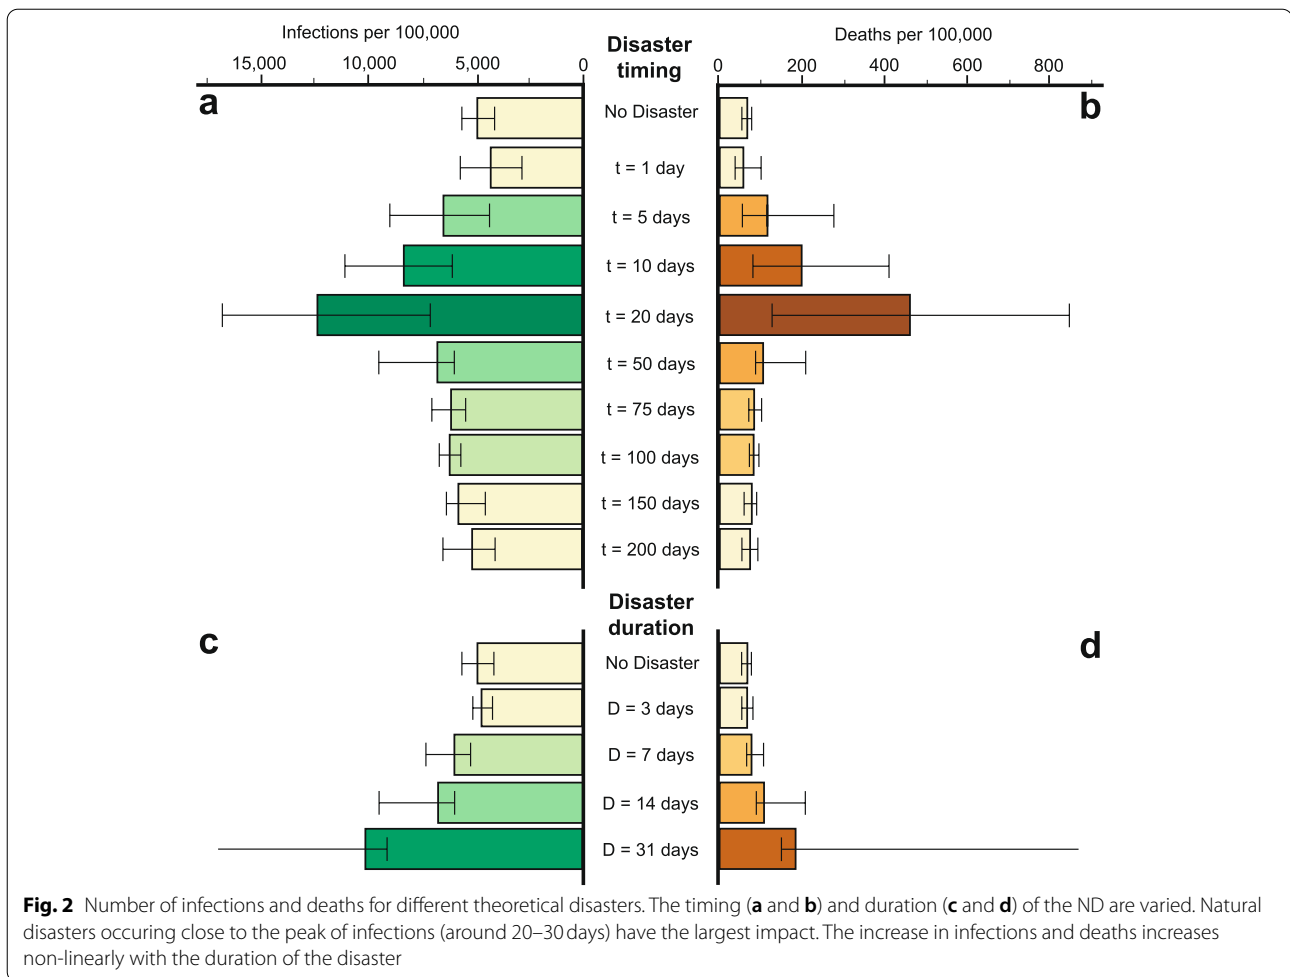 Infections per 100,000
Disaster
timing
Deaths per 100,000
15,000 10,000 5,000 0
0 200 400 600 800
a
b
No Disaster
t = 1 day
t = 5 days
t = 10 days
t = 20 days
t = 50 days
t = 75 days
t = 100 days
t = 150 days
t = 200 days
Disaster
duration
c
d
No Disaster
D = 3 days
D = 7 days
D = 14 days
D = 31 days
Fig. 2 Number of infections and deaths for different theoretical disasters. The timing (a and b) and duration (c and d) of the ND are varied. Natural
disasters occuring close to the peak of infections (around 20–30 days) have the largest impact. The increase in infections and deaths increases
non-linearly with the duration of the disaster